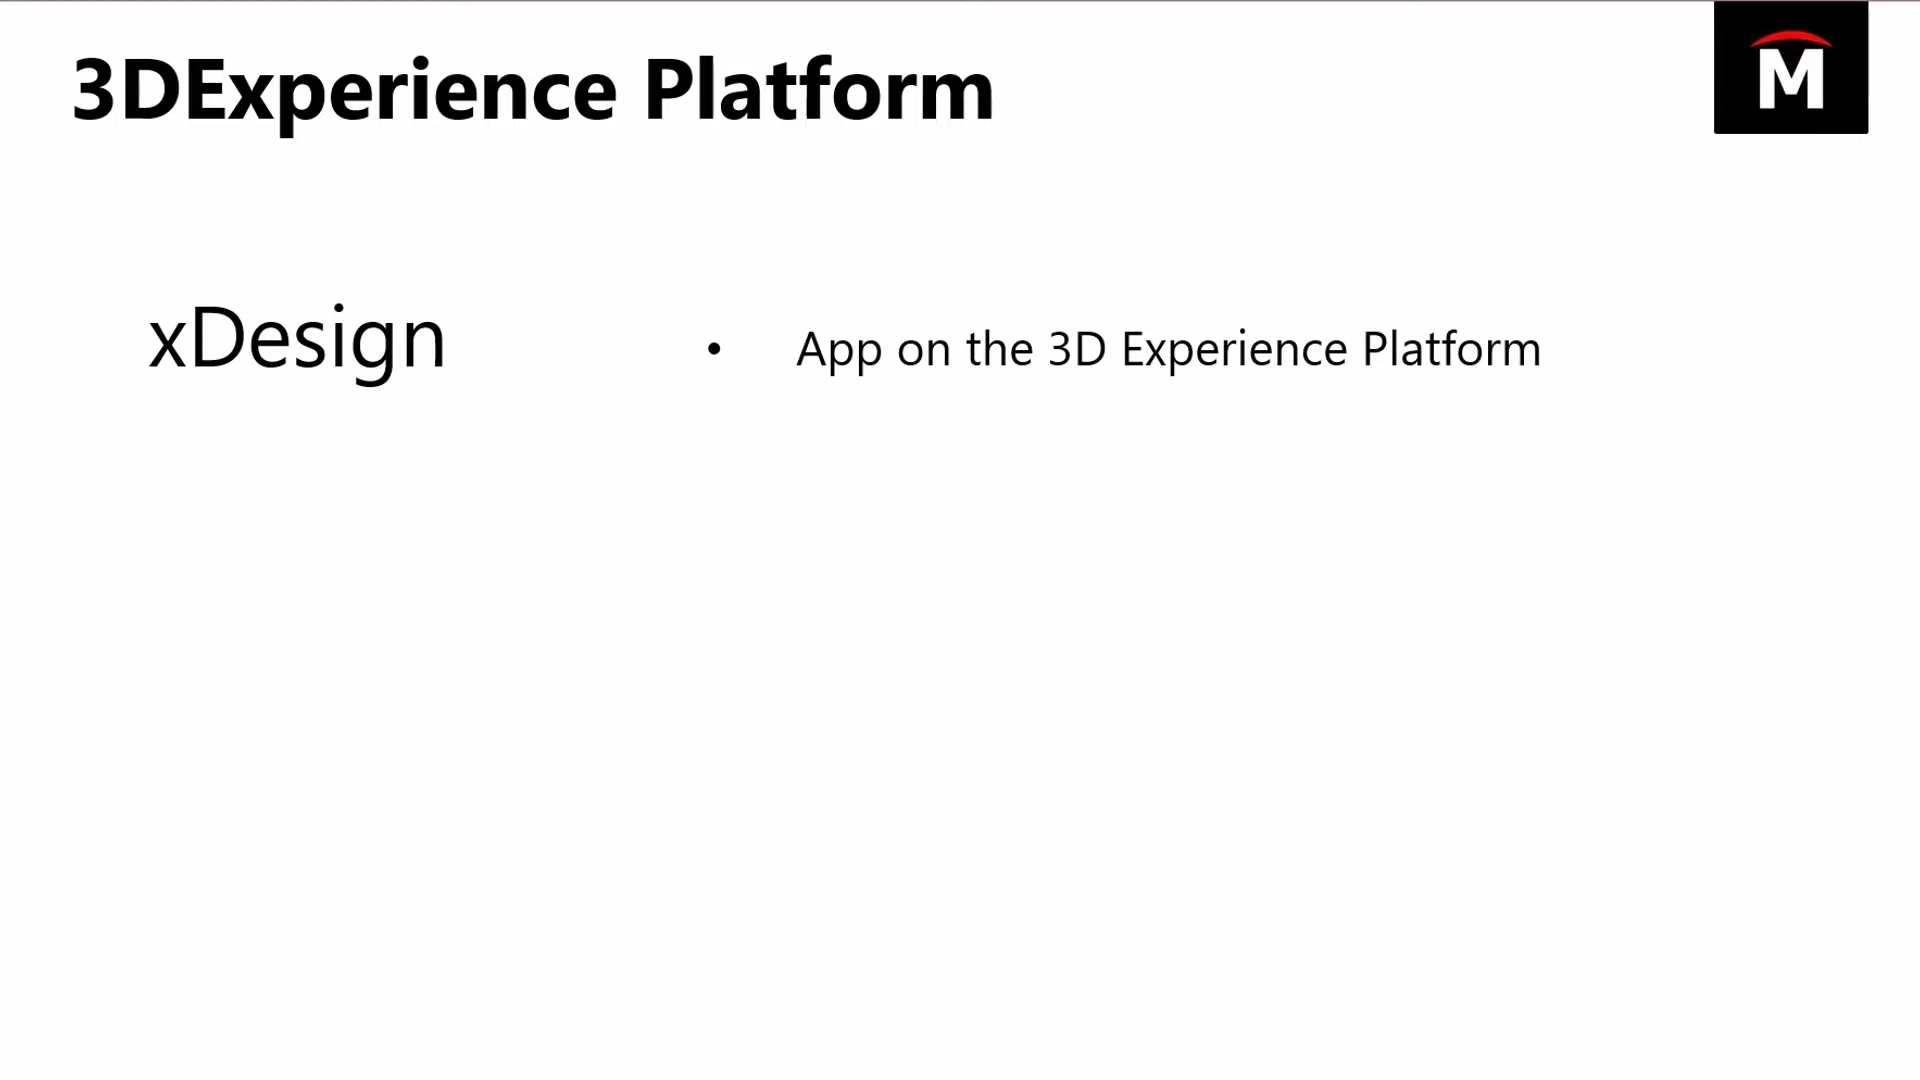 3DExperience Platform
M
xDesign
• App on the 3D Experience Platform